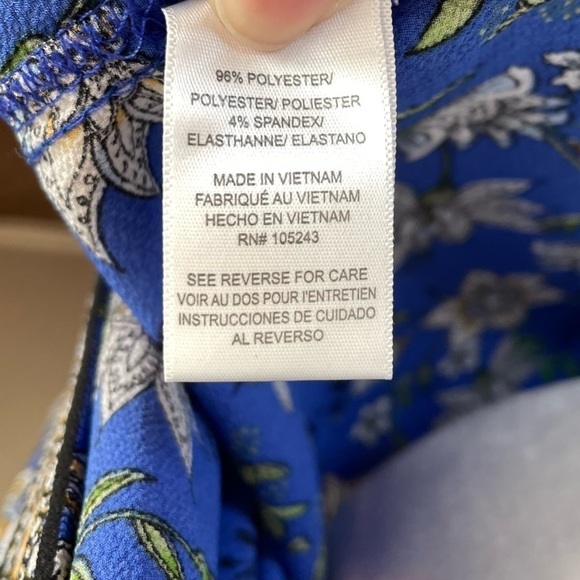 96% POLYESTER/
POLYESTER/ POLIESTER
4% SPANDEX/
ELASTHANNE/ ELASTANO
MADE IN VIETNAM
FABRIQUÉ AU VIETNAM
HECHO EN VIETNAM
RN# 105243
SEE REVERSE FOR CARE
VOIR AU DOS POUR l'ENTRETIEN
INSTRUCCIONES DE CUIDADO
AL REVERSO